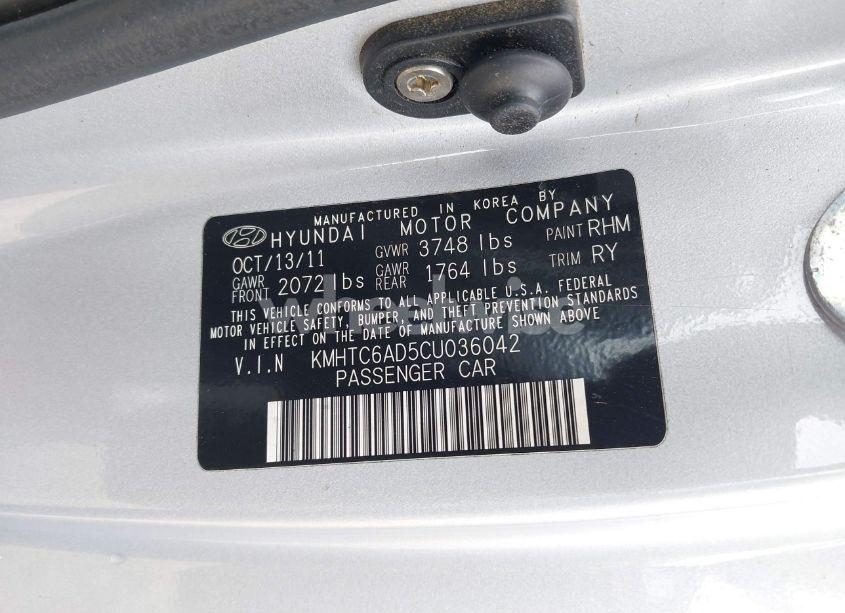 MANUFACTURED IN KOREA BY
HYUNDAI MOTOR COMPANY
OCT/13/11 GVWR 3748 lbs PAINT RHM
GAWR FRONT 2072 lbs GAWR REAR 1764 lbs TRIM RY
THIS VEHICLE CONFORMS TO ALL APPLICABLE U.S.A. FEDERAL
MOTOR VEHICLE SAFETY, BUMPER, AND THEFT PREVENTION STANDARDS
IN EFFECT ON THE DATE OF MANUFACTURE SHOWN ABOVE
V.I.N KMHTC6AD5CU036042
PASSENGER CAR